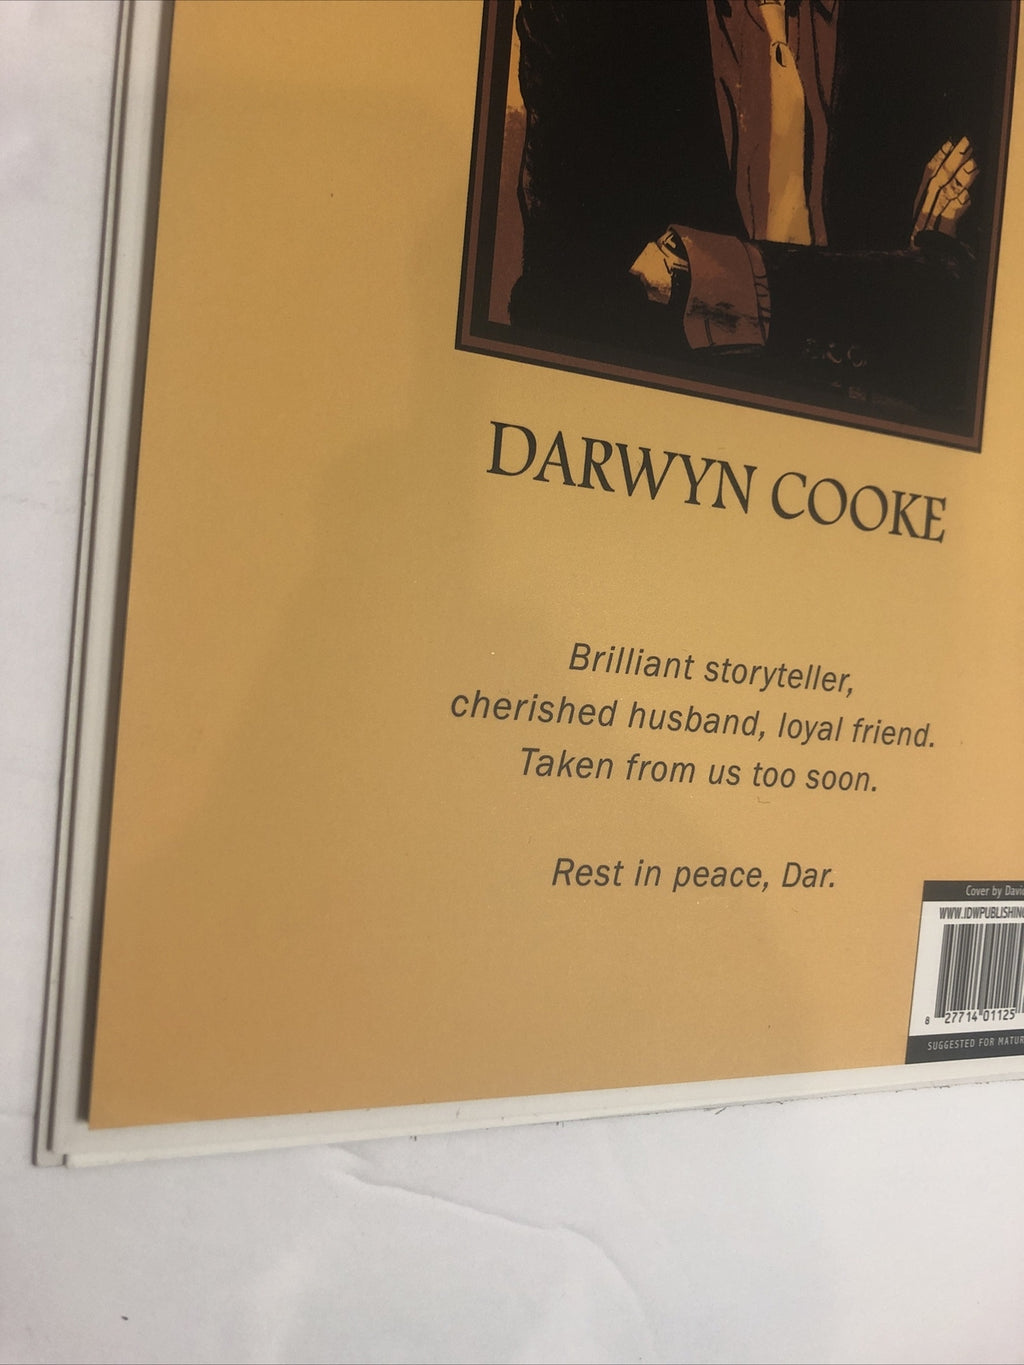 DARWYN COOKE
Brilliant storyteller,
cherished husband, loyal friend.
Taken from us too soon.
Rest in peace, Dar.
Cover by David
WWW.IDWPUBLISHING
8 27714 01125
SUGGESTED FOR MATUR